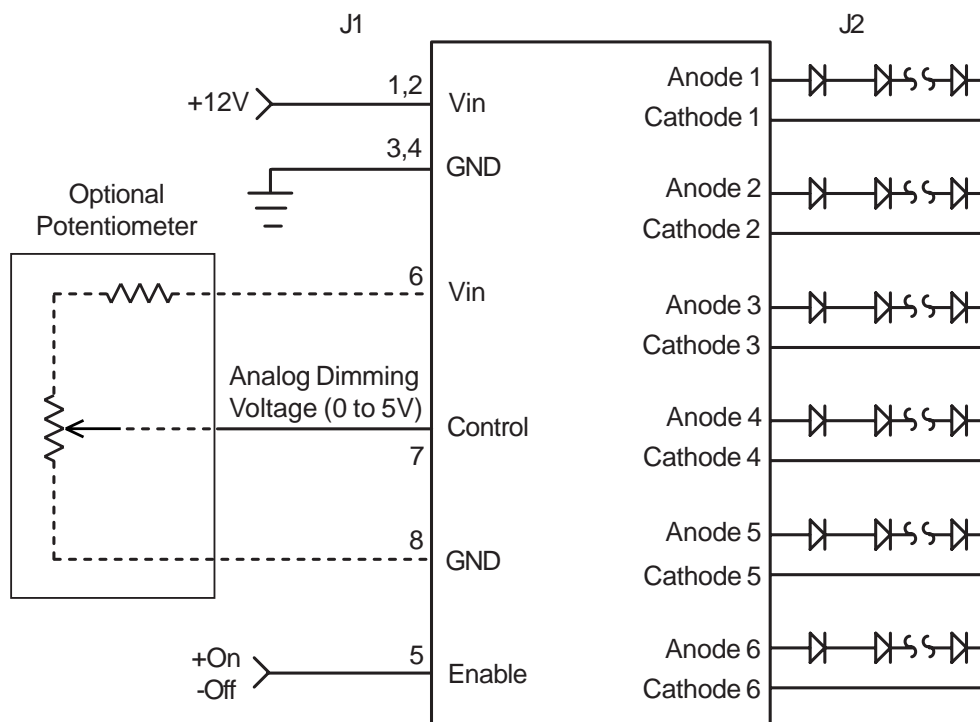 J1
J2
+12V
1,2
Vin
3,4
GND
Optional
Potentiometer
6
Vin
Analog Dimming
Voltage (0 to 5V)
Control
7
8
GND
+On
-Off
5
Enable
Anode 1
Cathode 1
Anode 2
Cathode 2
Anode 3
Cathode 3
Anode 4
Cathode 4
Anode 5
Cathode 5
Anode 6
Cathode 6